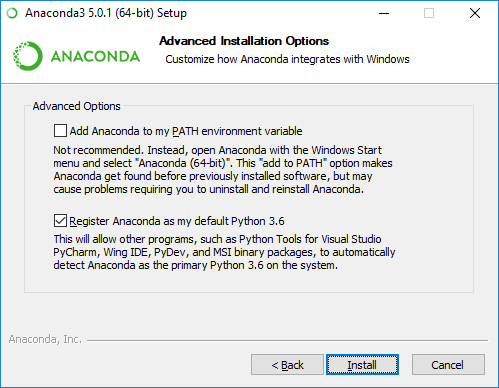 Anaconda3 5.0.1 (64-bit) Setup
ANACONDA
Advanced Installation Options
Customize how Anaconda integrates with Windows
Advanced Options
Add Anaconda to my PATH environment variable
Not recommended. Instead, open Anaconda with the Windows Start
menu and select "Anaconda (64-bit)". This "add to PATH" option makes
Anaconda get found before previously installed software, but may
cause problems requiring you to uninstall and reinstall Anaconda.
Register Anaconda as my default Python 3.6
This will allow other programs, such as Python Tools for Visual Studio
PyCharm, Wing IDE, PyDev, and MSI binary packages, to automatically
detect Anaconda as the primary Python 3.6 on the system.
Anaconda, Inc.
< Back Install Cancel